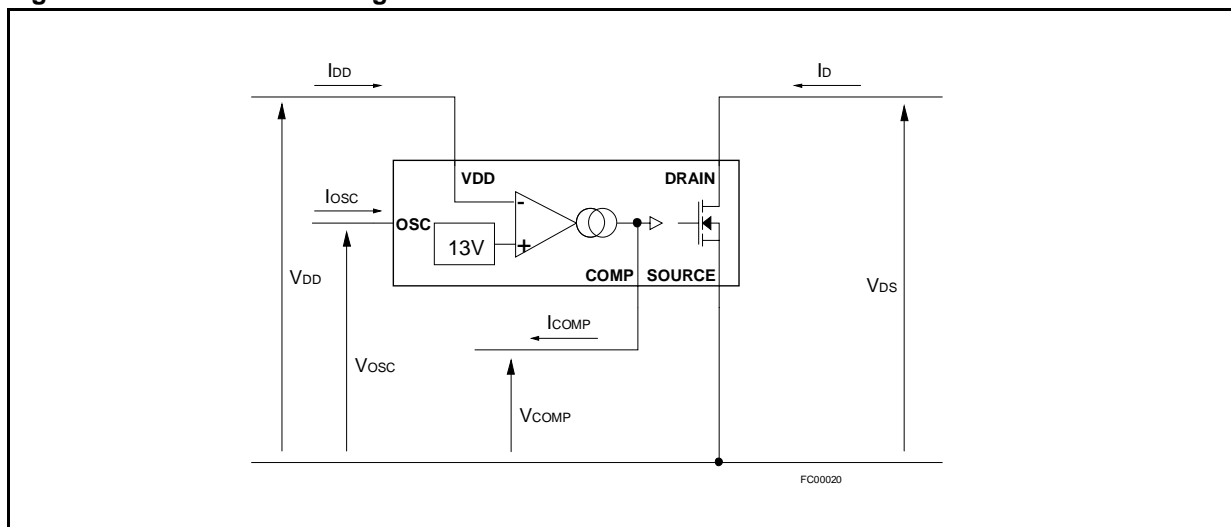 IDD
ID
VDD
DRAIN
IOSC
OSC
-
13V
+
COMP
SOURCE
VDD
VDS
ICOMP
VOSC
VCOMP
FC00020